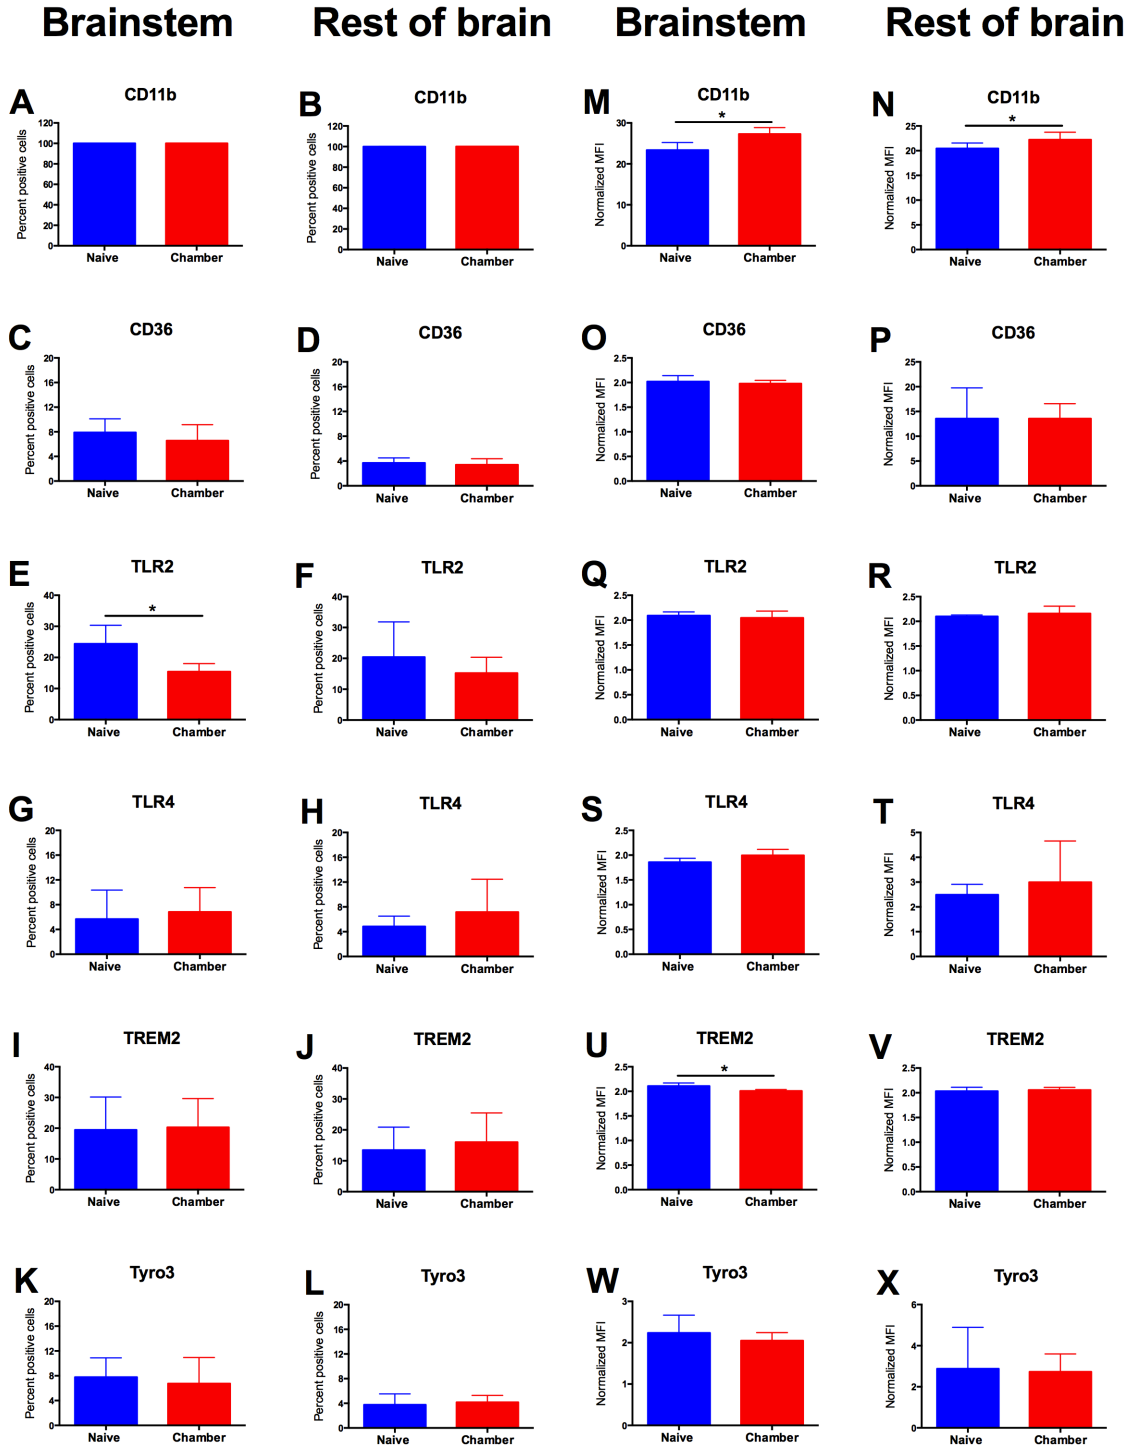 Brainstem Rest of brain Brainstem Rest of brain
A CD11b B CD11b M CD11b N CD11b
* *
Percent positive cells Percent positive cells Normalized MFI Normalized MFI
120 100 80 60 40 20 0
120 100 80 60 40 20 0
30 20 10 0
25 20 15 10 5 0
Naive Chamber Naive Chamber Naive Chamber Naive Chamber
C CD36 D CD36 O CD36 P CD36
Percent positive cells Percent positive cells Normalized MFI Normalized MFI
20 16 12 8 4 0
20 16 12 8 4 0
2.5 2.0 1.5 1.0 0.5 0.0
25 20 15 10 5 0
Naive Chamber Naive Chamber Naive Chamber Naive Chamber
E TLR2 F TLR2 Q TLR2 R TLR2
*
Percent positive cells Percent positive cells Normalized MFI Normalized MFI
40 30 20 10 0
40 30 20 10 0
2.5 2.0 1.5 1.0 0.5 0.0
2.5 2.0 1.5 1.0 0.5 0.0
Naive Chamber Naive Chamber Naive Chamber Naive Chamber
G TLR4 H TLR4 S TLR4 T TLR4
Percent positive cells Percent positive cells Normalized MFI Normalized MFI
20 16 12 8 4 0
20 16 12 8 4 0
2.5 2.0 1.5 1.0 0.5 0.0
5 4 3 2 1 0
Naive Chamber Naive Chamber Naive Chamber Naive Chamber
I TREM2 J TREM2 U TREM2 V TREM2
*
Percent positive cells Percent positive cells Normalized MFI Normalized MFI
40 30 20 10 0
40 30 20 10 0
2.5 2.0 1.5 1.0 0.5 0.0
2.5 2.0 1.5 1.0 0.5 0.0
Naive Chamber Naive Chamber Naive Chamber Naive Chamber
K Tyro3 L Tyro3 W Tyro3 X Tyro3
Percent positive cells Percent positive cells Normalized MFI Normalized MFI
20 16 12 8 4 0
20 16 12 8 4 0
3 2 1 0
6 4 2 0
Naive Chamber Naive Chamber Naive Chamber Naive Chamber